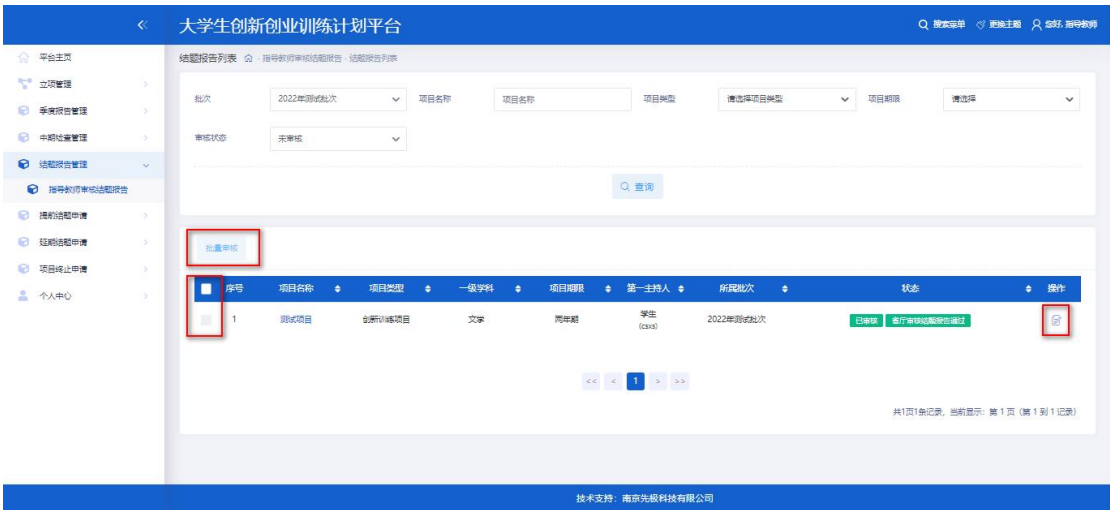 大学生创新创业训练计划平台
搜索菜单 更换主题 您好, 指导教师
平台主页
立项管理
季度报告管理
中期检查管理
结题报告管理
指导教师审核结题报告
提前结题申请
延期结题申请
项目终止申请
个人中心
结题报告列表 - 指导教师审核结题报告 - 结题报告列表
批次 2022年测试批次 项目名称 项目名称 项目类型 请选择项目类型 项目期限 请选择
审核状态 未审核
查询
批量审核
序号 项目名称 项目类型 一级学科 项目期限 第一主持人 所属批次 状态 操作
1 测试项目 创新训练项目 文学 两年期 学生 2022年测试批次 已审核 省厅审核结题报告通过
(csxs)
<< < 1 > >>
共1页1条记录, 当前显示: 第 1 页 (第 1 到 1 记录)
技术支持: 南京先极科技有限公司